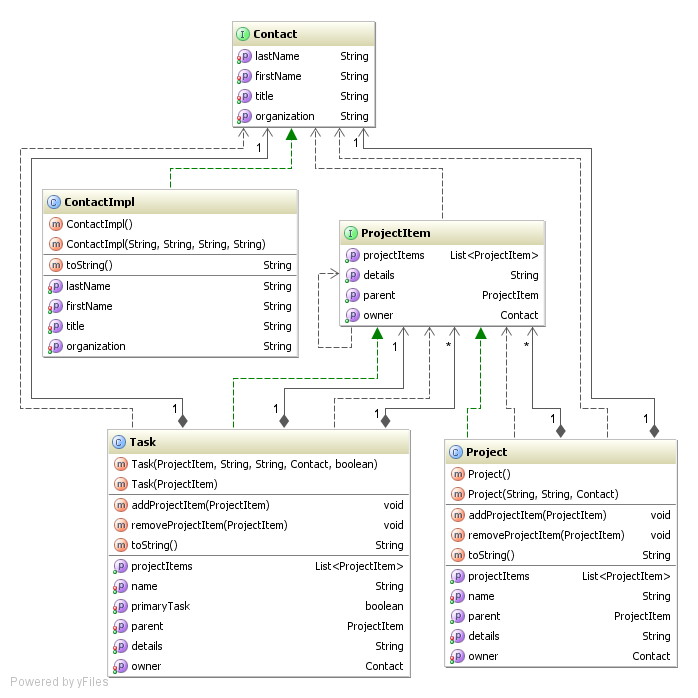 I Contact
p lastName String
p firstName String
p title String
p organization String
1
1
C ContactImpl
m ContactImpl()
m ContactImpl(String, String, String, String)
m toString() String
p lastName String
p firstName String
p title String
p organization String
I ProjectItem
p projectItems List<ProjectItem>
p details String
p parent ProjectItem
p owner Contact
1
*
*
1
1
1
1
1
C Task
m Task(ProjectItem, String, String, Contact, boolean)
m Task(ProjectItem)
m addProjectItem(ProjectItem) void
m removeProjectItem(ProjectItem) void
m toString() String
p projectItems List<ProjectItem>
p name String
p primaryTask boolean
p parent ProjectItem
p details String
p owner Contact
C Project
m Project()
m Project(String, String, Contact)
m addProjectItem(ProjectItem) void
m removeProjectItem(ProjectItem) void
m toString() String
p projectItems List<ProjectItem>
p name String
p parent ProjectItem
p details String
p owner Contact
Powered by yFiles